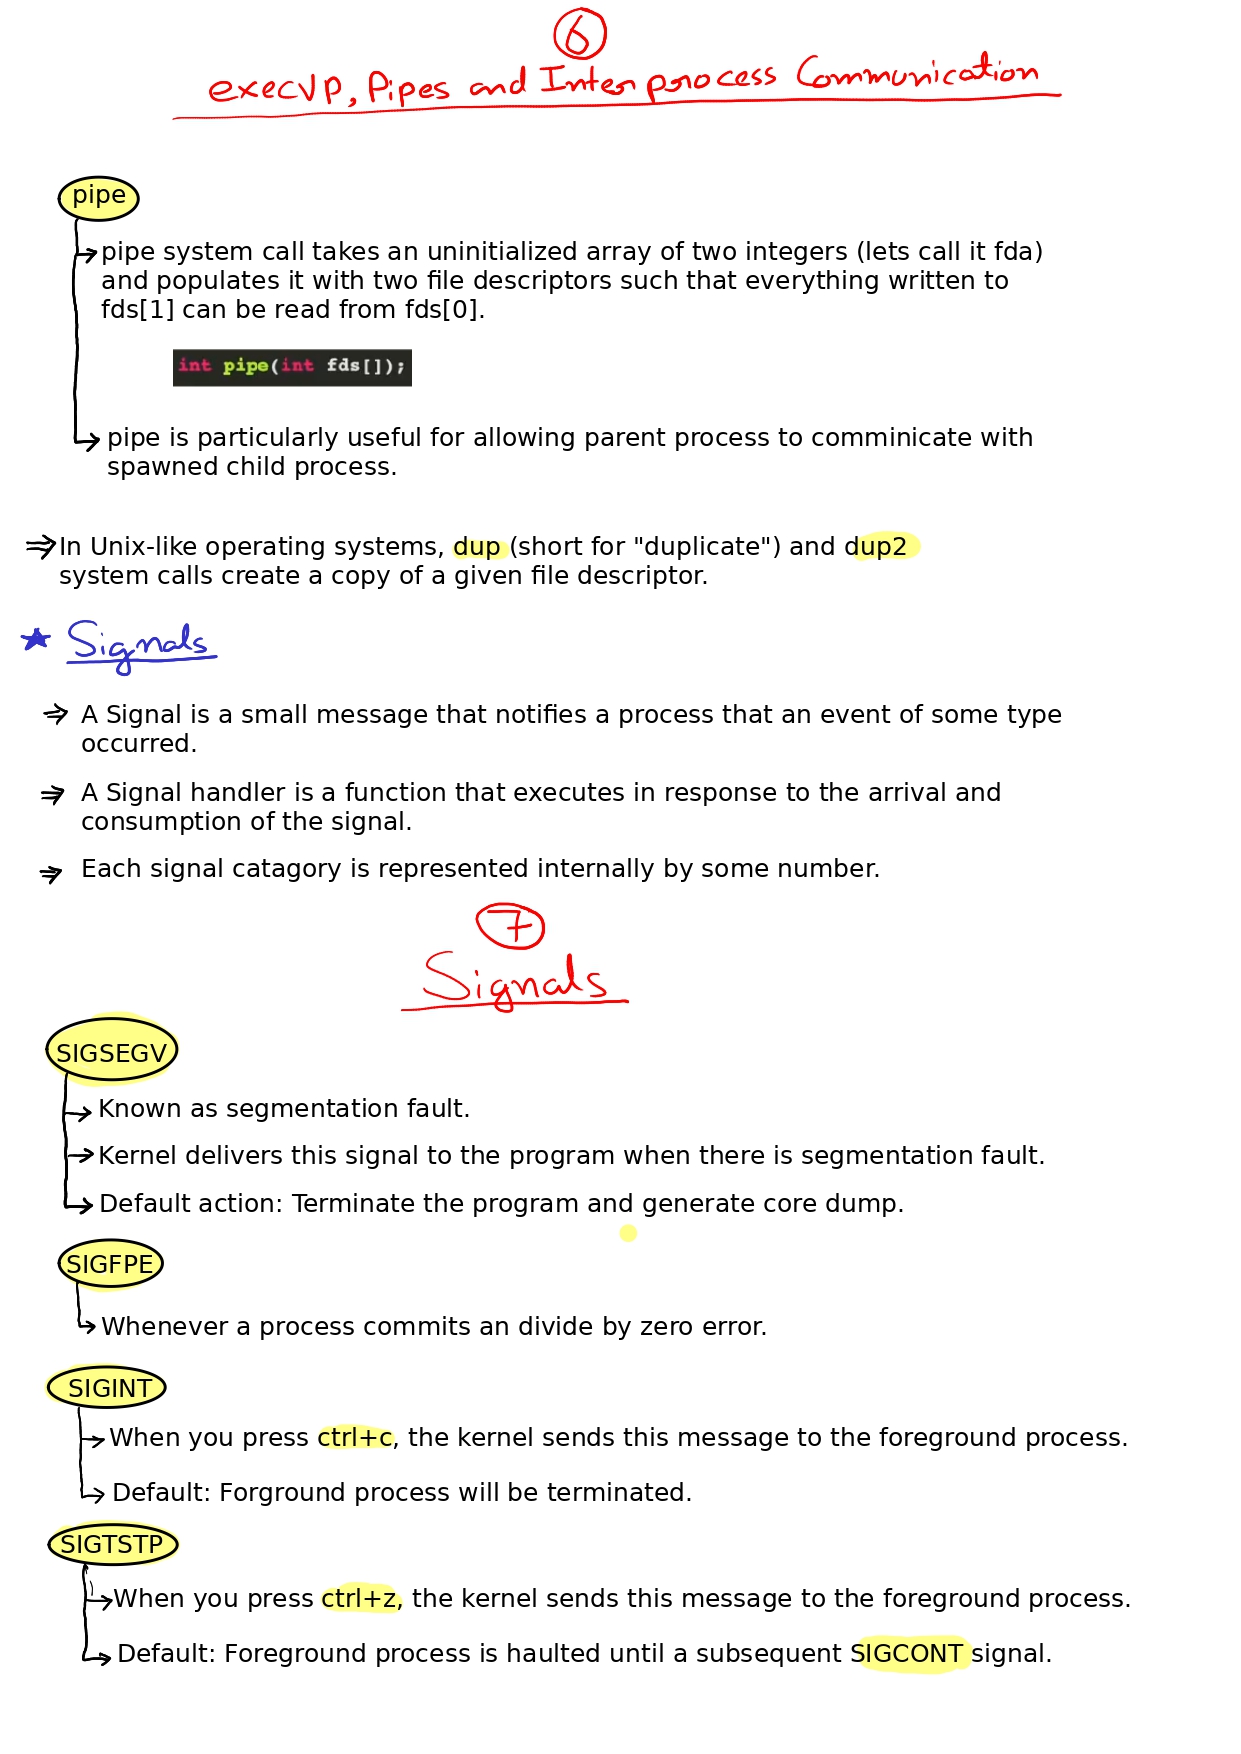 6
execvp, Pipes and Interprocess Communication
pipe
pipe system call takes an uninitialized array of two integers (lets call it fda)
and populates it with two file descriptors such that everything written to
fds[1] can be read from fds[0].
int pipe(int fds[]);
pipe is particularly useful for allowing parent process to comminicate with
spawned child process.
In Unix-like operating systems, dup (short for "duplicate") and dup2
system calls create a copy of a given file descriptor.
Signals
A Signal is a small message that notifies a process that an event of some type
occurred.
A Signal handler is a function that executes in response to the arrival and
consumption of the signal.
Each signal catagory is represented internally by some number.
7
Signals
SIGSEGV
Known as segmentation fault.
Kernel delivers this signal to the program when there is segmentation fault.
Default action: Terminate the program and generate core dump.
SIGFPE
Whenever a process commits an divide by zero error.
SIGINT
When you press ctrl+c, the kernel sends this message to the foreground process.
Default: Forground process will be terminated.
SIGTSTP
When you press ctrl+z, the kernel sends this message to the foreground process.
Default: Foreground process is haulted until a subsequent SIGCONT signal.